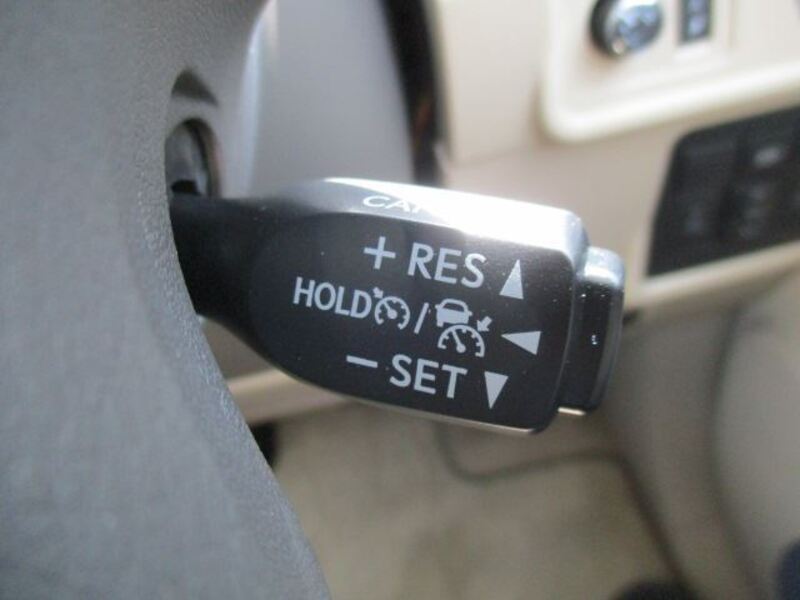 + RES
HOLD /
− SET